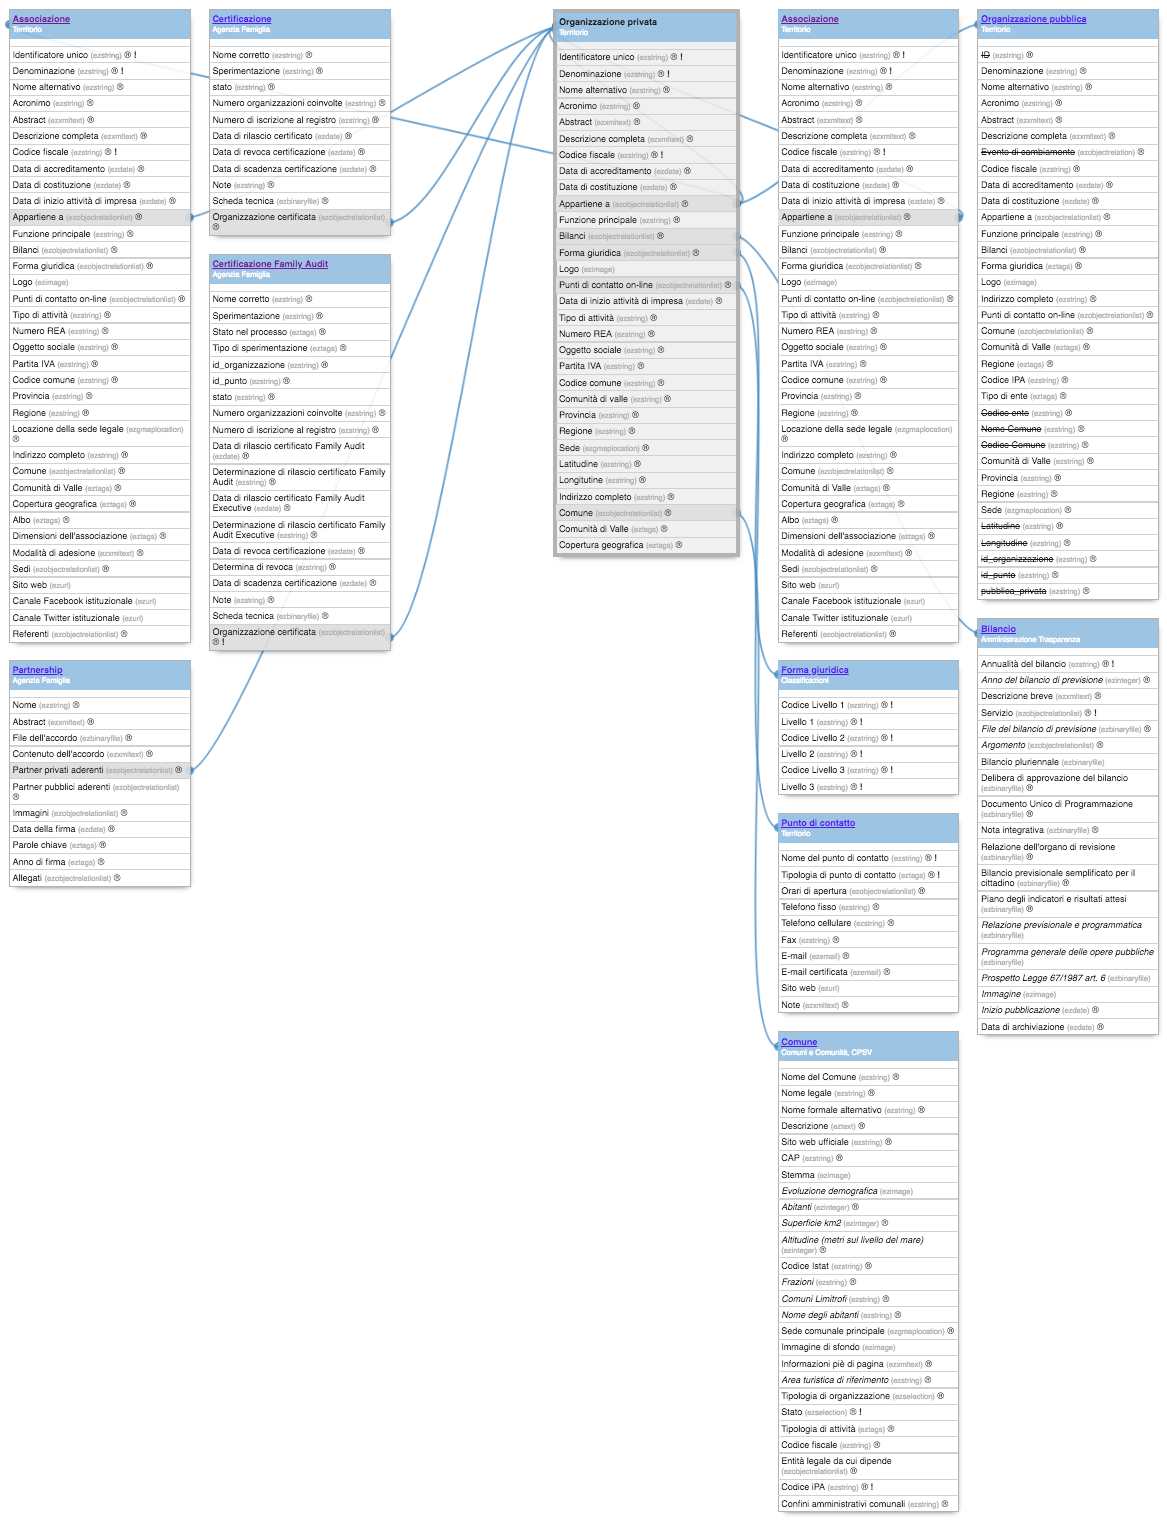 Associazione
Territorio
Identificatore unico (ezstring) ® !
Denominazione (ezstring) ® !
Nome alternativo (ezstring) ®
Acronimo (ezstring) ®
Abstract (ezxmltext) ®
Descrizione completa (ezxmltext) ®
Codice fiscale (ezstring) ® !
Data di accreditamento (ezdate) ®
Data di costituzione (ezdate) ®
Data di inizio attività di impresa (ezdate) ®
Appartiene a (ezobjectrelationlist) ®
Funzione principale (ezstring) ®
Bilanci (ezobjectrelationlist) ®
Forma giuridica (ezobjectrelationlist) ®
Logo (ezimage)
Punti di contatto on-line (ezobjectrelationlist) ®
Tipo di attività (ezstring) ®
Numero REA (ezstring) ®
Oggetto sociale (ezstring) ®
Partita IVA (ezstring) ®
Codice comune (ezstring) ®
Provincia (ezstring) ®
Regione (ezstring) ®
Locazione della sede legale (ezgmaplocation)
®
Indirizzo completo (ezstring) ®
Comune (ezobjectrelationlist) ®
Comunità di Valle (eztags) ®
Copertura geografica (eztags) ®
Albo (eztags) ®
Dimensioni dell'associazione (eztags) ®
Modalità di adesione (ezxmltext) ®
Sedi (ezobjectrelationlist) ®
Sito web (ezurl)
Canale Facebook istituzionale (ezurl)
Canale Twitter istituzionale (ezurl)
Referenti (ezobjectrelationlist) ®
Partnership
Agenzia Famiglia
Nome (ezstring) ®
Abstract (ezxmltext) ®
File dell'accordo (ezbinaryfile) ®
Contenuto dell'accordo (ezxmltext) ®
Partner privati aderenti (ezobjectrelationlist) ®
Partner pubblici aderenti (ezobjectrelationlist)
®
Immagini (ezobjectrelationlist) ®
Data della firma (ezdate) ®
Parole chiave (eztags) ®
Anno di firma (eztags) ®
Allegati (ezobjectrelationlist) ®
Certificazione
Agenzia Famiglia
Nome corretto (ezstring) ®
Sperimentazione (ezstring) ®
stato (ezstring) ®
Numero organizzazioni coinvolte (ezstring) ®
Numero di iscrizione al registro (ezstring) ®
Data di rilascio certificato (ezdate) ®
Data di revoca certificazione (ezdate) ®
Data di scadenza certificazione (ezdate) ®
Note (ezstring) ®
Scheda tecnica (ezbinaryfile) ®
Organizzazione certificata (ezobjectrelationlist)
®
Certificazione Family Audit
Agenzia Famiglia
Nome corretto (ezstring) ®
Sperimentazione (ezstring) ®
Stato nel processo (eztags) ®
Tipo di sperimentazione (eztags) ®
id_organizzazione (ezstring) ®
id_punto (ezstring) ®
stato (ezstring) ®
Numero organizzazioni coinvolte (ezstring) ®
Numero di iscrizione al registro (ezstring) ®
Data di rilascio certificato Family Audit
(ezdate) ®
Determinazione di rilascio certificato Family
Audit (ezstring) ®
Data di rilascio certificato Family Audit
Executive (ezdate) ®
Determinazione di rilascio certificato Family
Audit Executive (ezstring) ®
Data di revoca certificazione (ezdate) ®
Determina di revoca (ezstring) ®
Data di scadenza certificazione (ezdate) ®
Note (ezstring) ®
Scheda tecnica (ezbinaryfile) ®
Organizzazione certificata (ezobjectrelationlist)
® !
Organizzazione privata
Territorio
Identificatore unico (ezstring) ® !
Denominazione (ezstring) ® !
Nome alternativo (ezstring) ®
Acronimo (ezstring) ®
Abstract (ezxmltext) ®
Descrizione completa (ezxmltext) ®
Codice fiscale (ezstring) ® !
Data di accreditamento (ezdate) ®
Data di costituzione (ezdate) ®
Appartiene a (ezobjectrelationlist) ®
Funzione principale (ezstring) ®
Bilanci (ezobjectrelationlist) ®
Forma giuridica (ezobjectrelationlist) ®
Logo (ezimage)
Punti di contatto on-line (ezobjectrelationlist) ®
Data di inizio attività di impresa (ezdate) ®
Tipo di attività (ezstring) ®
Numero REA (ezstring) ®
Oggetto sociale (ezstring) ®
Partita IVA (ezstring) ®
Codice comune (ezstring) ®
Comunità di valle (ezstring) ®
Provincia (ezstring) ®
Regione (ezstring) ®
Sede (ezgmaplocation) ®
Latitudine (ezstring) ®
Longitutine (ezstring) ®
Indirizzo completo (ezstring) ®
Comune (ezobjectrelationlist) ®
Comunità di Valle (eztags) ®
Copertura geografica (eztags) ®
Associazione
Territorio
Identificatore unico (ezstring) ® !
Denominazione (ezstring) ® !
Nome alternativo (ezstring) ®
Acronimo (ezstring) ®
Abstract (ezxmltext) ®
Descrizione completa (ezxmltext) ®
Codice fiscale (ezstring) ® !
Data di accreditamento (ezdate) ®
Data di costituzione (ezdate) ®
Data di inizio attività di impresa (ezdate) ®
Appartiene a (ezobjectrelationlist) ®
Funzione principale (ezstring) ®
Bilanci (ezobjectrelationlist) ®
Forma giuridica (ezobjectrelationlist) ®
Logo (ezimage)
Punti di contatto on-line (ezobjectrelationlist) ®
Tipo di attività (ezstring) ®
Numero REA (ezstring) ®
Oggetto sociale (ezstring) ®
Partita IVA (ezstring) ®
Codice comune (ezstring) ®
Provincia (ezstring) ®
Regione (ezstring) ®
Locazione della sede legale (ezgmaplocation)
®
Indirizzo completo (ezstring) ®
Comune (ezobjectrelationlist) ®
Comunità di Valle (eztags) ®
Copertura geografica (eztags) ®
Albo (eztags) ®
Dimensioni dell'associazione (eztags) ®
Modalità di adesione (ezxmltext) ®
Sedi (ezobjectrelationlist) ®
Sito web (ezurl)
Canale Facebook istituzionale (ezurl)
Canale Twitter istituzionale (ezurl)
Referenti (ezobjectrelationlist) ®
Forma giuridica
Classificazioni
Codice Livello 1 (ezstring) ® !
Livello 1 (ezstring) ® !
Codice Livello 2 (ezstring) ® !
Livello 2 (ezstring) ® !
Codice Livello 3 (ezstring) ® !
Livello 3 (ezstring) ® !
Punto di contatto
Territorio
Nome del punto di contatto (ezstring) ® !
Tipologia di punto di contatto (eztags) ® !
Orari di apertura (ezobjectrelationlist) ®
Telefono fisso (ezstring) ®
Telefono cellulare (ezstring) ®
Fax (ezstring) ®
E-mail (ezemail) ®
E-mail certificata (ezemail) ®
Sito web (ezurl)
Note (ezxmltext) ®
Comune
Comuni e Comunità, CPSV
Nome del Comune (ezstring) ®
Nome legale (ezstring) ®
Nome formale alternativo (ezstring) ®
Descrizione (eztext) ®
Sito web ufficiale (ezstring) ®
CAP (ezstring) ®
Stemma (ezimage)
Evoluzione demografica (ezimage)
Abitanti (ezinteger) ®
Superficie km2 (ezinteger) ®
Altitudine (metri sul livello del mare)
(ezinteger) ®
Codice Istat (ezstring) ®
Frazioni (ezstring) ®
Comuni Limitrofi (ezstring) ®
Nome degli abitanti (ezstring) ®
Sede comunale principale (ezgmaplocation) ®
Immagine di sfondo (ezimage)
Informazioni piè di pagina (ezxmltext) ®
Area turistica di riferimento (ezstring) ®
Tipologia di organizzazione (ezselection) ®
Stato (ezselection) ® !
Tipologia di attività (eztags) ®
Codice fiscale (ezstring) ®
Entità legale da cui dipende
(ezobjectrelationlist) ®
Codice iPA (ezstring) ® !
Confini amministrativi comunali (ezstring) ®
Organizzazione pubblica
Territorio
ID (ezstring) ®
Denominazione (ezstring) ®
Nome alternativo (ezstring) ®
Acronimo (ezstring) ®
Abstract (ezxmltext) ®
Descrizione completa (ezxmltext) ®
Evento di cambiamento (ezobjectrelation) ®
Codice fiscale (ezstring) ®
Data di accreditamento (ezdate) ®
Data di costituzione (ezdate) ®
Appartiene a (ezobjectrelationlist) ®
Funzione principale (ezstring) ®
Bilanci (ezobjectrelationlist) ®
Forma giuridica (eztags) ®
Logo (ezimage)
Indirizzo completo (ezstring) ®
Punti di contatto on-line (ezobjectrelationlist) ®
Comune (ezobjectrelationlist) ®
Comunità di Valle (eztags) ®
Regione (eztags) ®
Codice IPA (ezstring) ®
Tipo di ente (eztags) ®
Codice ente (ezstring) ®
Nome Comune (ezstring) ®
Codice Comune (ezstring) ®
Comunità di Valle (ezstring) ®
Provincia (ezstring) ®
Regione (ezstring) ®
Sede (ezgmaplocation) ®
Latitudine (ezstring) ®
Longitudine (ezstring) ®
id_organizzazione (ezstring) ®
id_punto (ezstring) ®
pubblica_privata (ezstring) ®
Bilancio
Amministrazione Trasparenza
Annualità del bilancio (ezstring) ® !
Anno del bilancio di previsione (ezinteger) ®
Descrizione breve (ezxmltext) ®
Servizio (ezobjectrelationlist) ® !
File del bilancio di previsione (ezbinaryfile) ®
Argomento (ezobjectrelationlist) ®
Bilancio pluriennale (ezbinaryfile)
Delibera di approvazione del bilancio
(ezbinaryfile) ®
Documento Unico di Programmazione
(ezbinaryfile) ®
Nota integrativa (ezbinaryfile) ®
Relazione dell'organo di revisione
(ezbinaryfile) ®
Bilancio previsionale semplificato per il
cittadino (ezbinaryfile) ®
Piano degli indicatori e risultati attesi
(ezbinaryfile) ®
Relazione previsionale e programmatica
(ezbinaryfile)
Programma generale delle opere pubbliche
(ezbinaryfile)
Prospetto Legge 67/1987 art. 6 (ezbinaryfile)
Immagine (ezimage)
Inizio pubblicazione (ezdate) ®
Data di archiviazione (ezdate) ®